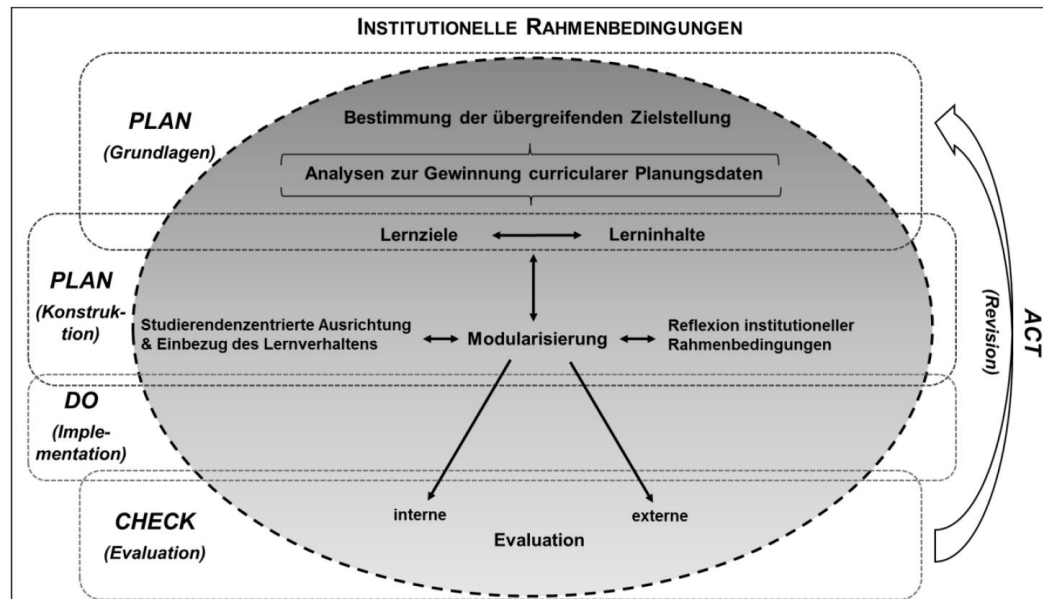 INSTITUTIONELLE RAHMENBEDINGUNGEN
PLAN
(Grundlagen)
Bestimmung der übergreifenden Zielstellung
Analysen zur Gewinnung curricularer Planungsdaten
Lernziele
Lerninhalte
PLAN
(Konstruk-
tion)
Studierendenzentrierte Ausrichtung
& Einbezug des Lernverhaltens
Modularisierung
Reflexion institutioneller
Rahmenbedingungen
DO
(Imple-
mentation)
CHECK
(Evaluation)
interne
externe
Evaluation
ACT
(Revision)